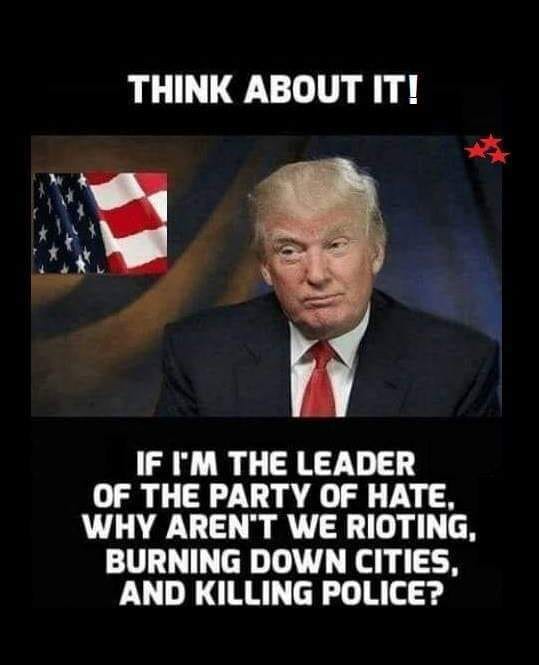 THINK ABOUT IT!
IF I'M THE LEADER
OF THE PARTY OF HATE,
WHY AREN'T WE RIOTING,
BURNING DOWN CITIES,
AND KILLING POLICE?